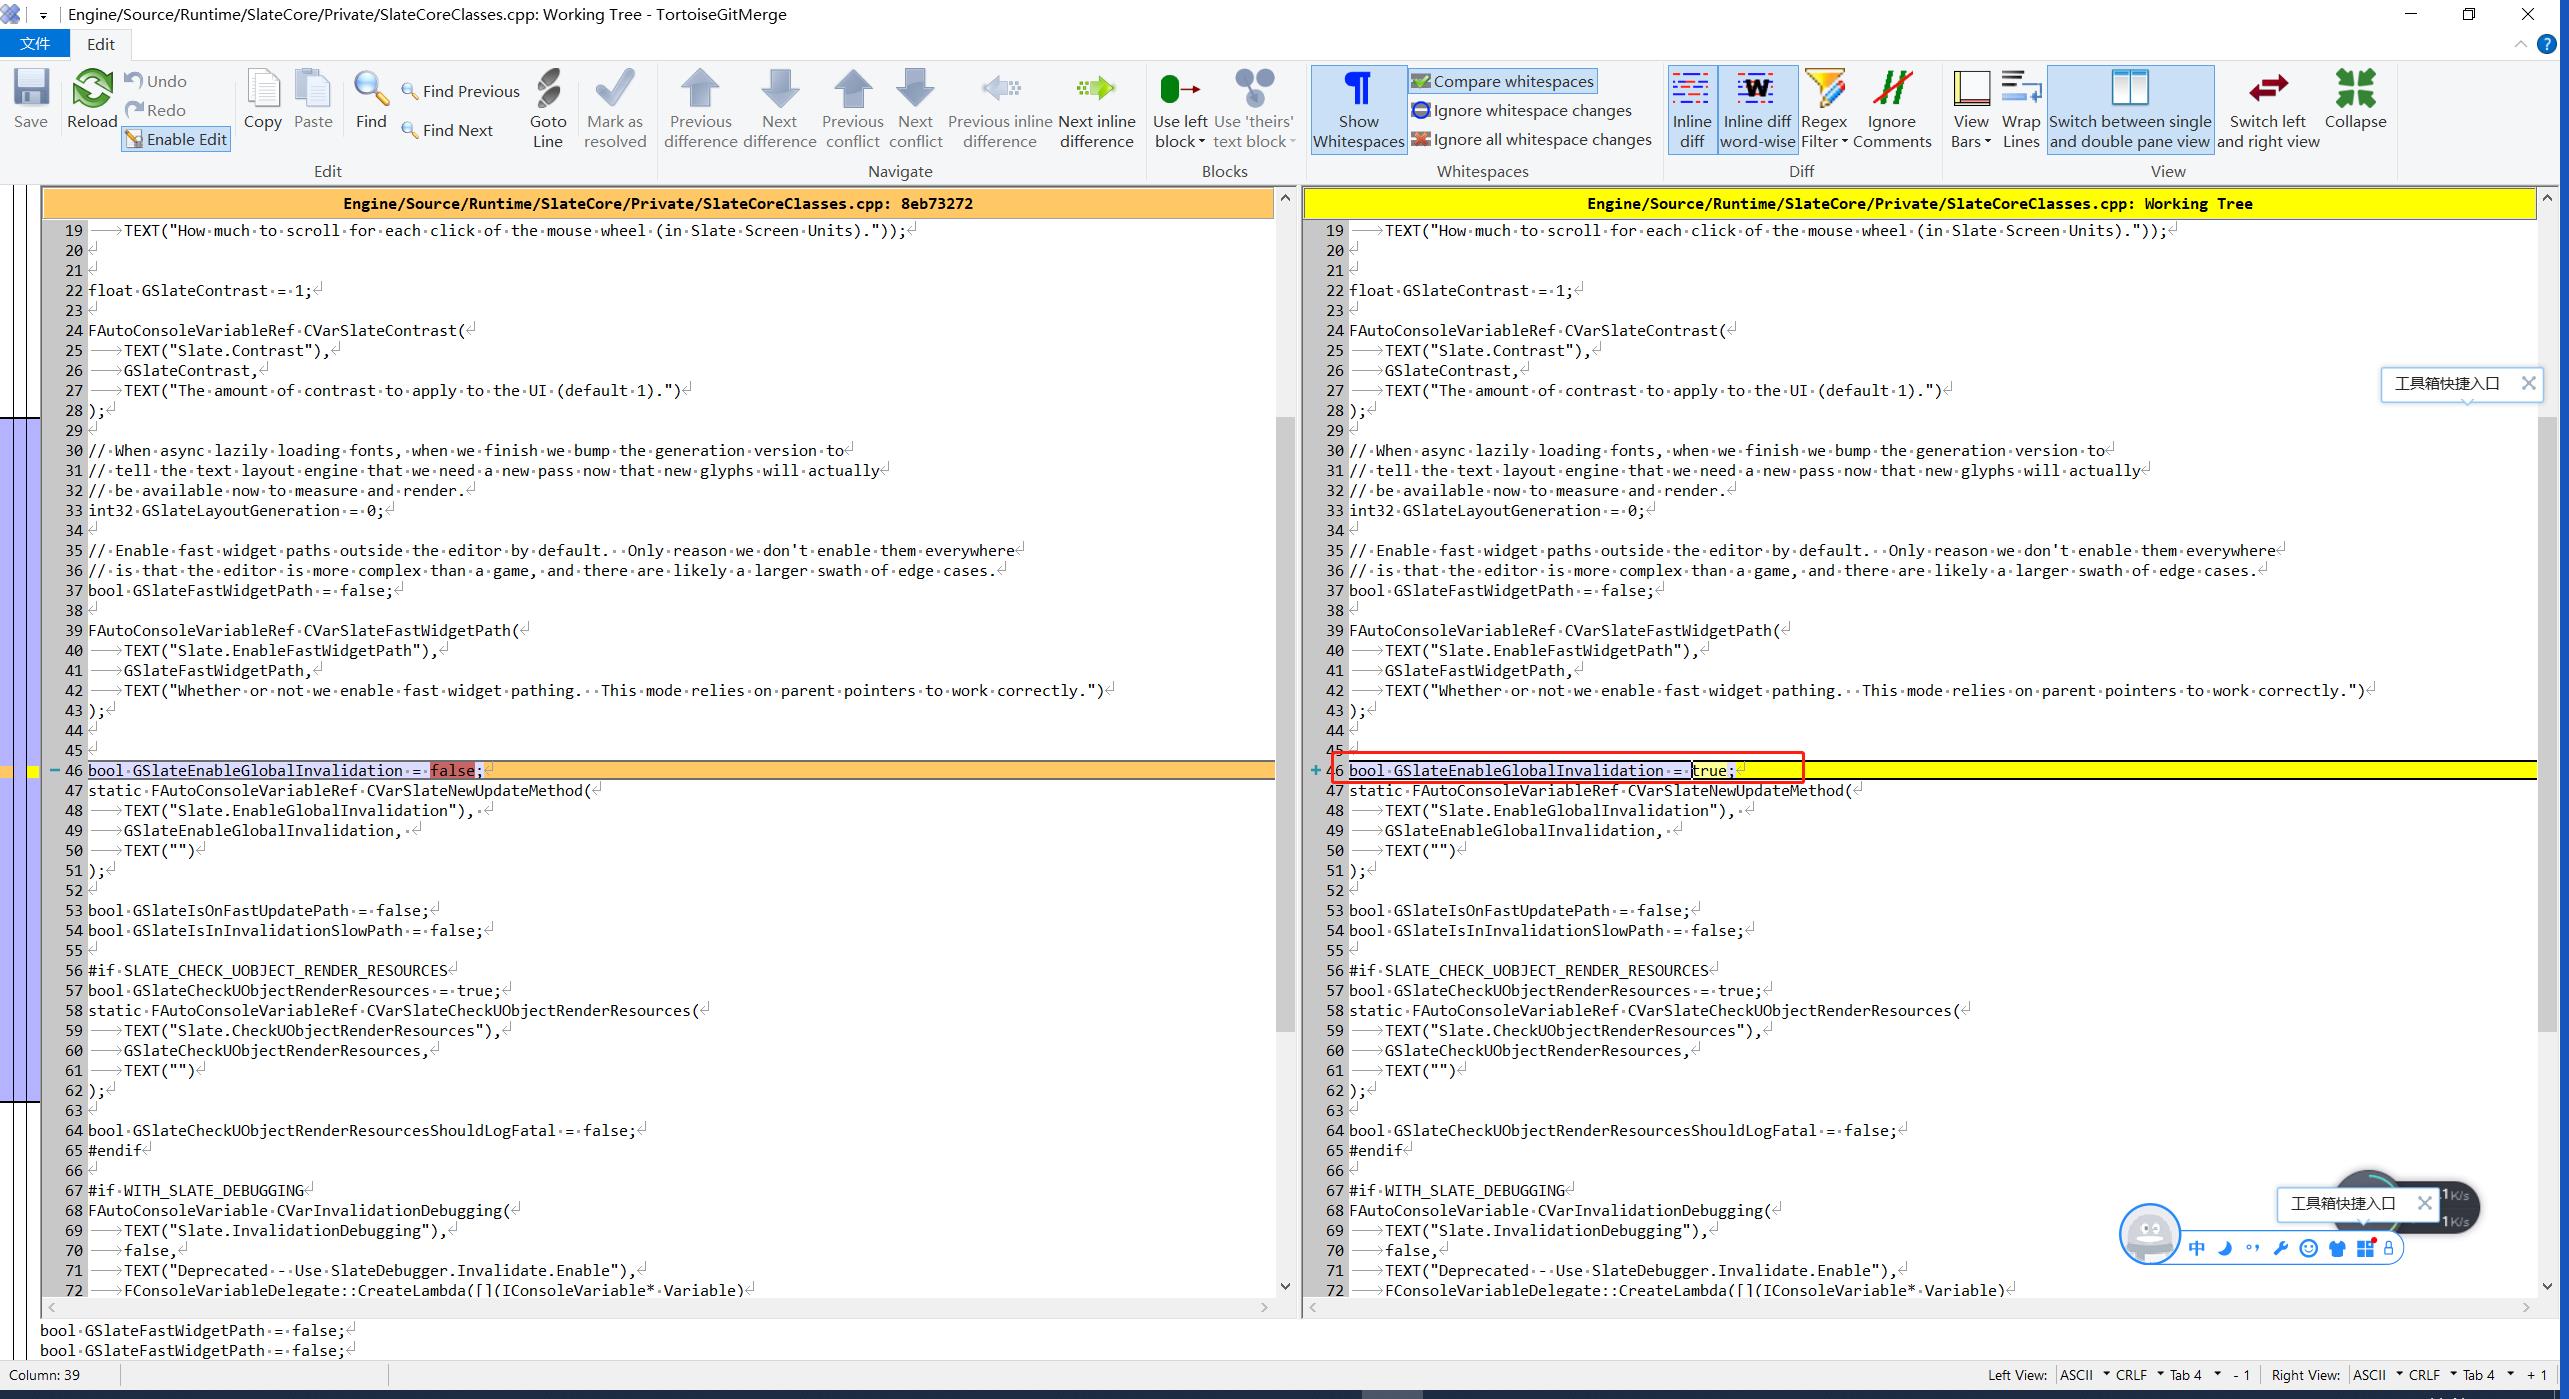 Engine/Source/Runtime/SlateCore/Private/SlateCoreClasses.cpp: Working Tree - TortoiseGitMerge
文件
Edit
Save
Reload
Undo
Redo
Enable Edit
Copy
Paste
Find
Find Previous
Find Next
Goto Line
Mark as resolved
Previous difference
Next difference
Previous conflict
Next conflict
Previous inline difference
Next inline difference
Use left block
Use 'theirs' text block
Show Whitespaces
Compare whitespaces
Ignore whitespace changes
Ignore all whitespace changes
Inline diff
Inline diff word-wise
Regex Filter
Ignore Comments
View Bars
Wrap Lines
Switch between single and double pane view
Switch left and right view
Collapse
Edit
Navigate
Blocks
Whitespaces
Diff
View
Engine/Source/Runtime/SlateCore/Private/SlateCoreClasses.cpp: 8eb73272
19 TEXT("How much to scroll for each click of the mouse wheel (in Slate Screen Units)."));
20
21
22 float GSlateContrast = 1;
23
24 FAutoConsoleVariableRef CVarSlateContrast(
25 TEXT("Slate.Contrast"),
26 GSlateContrast,
27 TEXT("The amount of contrast to apply to the UI (default 1).")
28 );
29
30 // When async lazily loading fonts, when we finish we bump the generation version to
31 // tell the text layout engine that we need a new pass now that new glyphs will actually
32 // be available now to measure and render.
33 int32 GSlateLayoutGeneration = 0;
34
35 // Enable fast widget paths outside the editor by default.  Only reason we don't enable them everywhere
36 // is that the editor is more complex than a game, and there are likely a larger swath of edge cases.
37 bool GSlateFastWidgetPath = false;
38
39 FAutoConsoleVariableRef CVarSlateFastWidgetPath(
40 TEXT("Slate.EnableFastWidgetPath"),
41 GSlateFastWidgetPath,
42 TEXT("Whether or not we enable fast widget pathing.  This mode relies on parent pointers to work correctly.")
43 );
44
45
46 bool GSlateEnableGlobalInvalidation = false;
47 static FAutoConsoleVariableRef CVarSlateNewUpdateMethod(
48 TEXT("Slate.EnableGlobalInvalidation"),
49 GSlateEnableGlobalInvalidation,
50 TEXT("")
51 );
52
53 bool GSlateIsOnFastUpdatePath = false;
54 bool GSlateIsInInvalidationSlowPath = false;
55
56 #if SLATE_CHECK_UOBJECT_RENDER_RESOURCES
57 bool GSlateCheckUObjectRenderResources = true;
58 static FAutoConsoleVariableRef CVarSlateCheckUObjectRenderResources(
59 TEXT("Slate.CheckUObjectRenderResources"),
60 GSlateCheckUObjectRenderResources,
61 TEXT("")
62 );
63
64 bool GSlateCheckUObjectRenderResourcesShouldLogFatal = false;
65 #endif
66
67 #if WITH_SLATE_DEBUGGING
68 FAutoConsoleVariable CVarInvalidationDebugging(
69 TEXT("Slate.InvalidationDebugging"),
70 false,
71 TEXT("Deprecated - Use SlateDebugger.Invalidate.Enable"),
72 FConsoleVariableDelegate::CreateLambda([](IConsoleVariable* Variable)
Engine/Source/Runtime/SlateCore/Private/SlateCoreClasses.cpp: Working Tree
19 TEXT("How much to scroll for each click of the mouse wheel (in Slate Screen Units)."));
20
21
22 float GSlateContrast = 1;
23
24 FAutoConsoleVariableRef CVarSlateContrast(
25 TEXT("Slate.Contrast"),
26 GSlateContrast,
27 TEXT("The amount of contrast to apply to the UI (default 1).")
28 );
29
30 // When async lazily loading fonts, when we finish we bump the generation version to
31 // tell the text layout engine that we need a new pass now that new glyphs will actually
32 // be available now to measure and render.
33 int32 GSlateLayoutGeneration = 0;
34
35 // Enable fast widget paths outside the editor by default.  Only reason we don't enable them everywhere
36 // is that the editor is more complex than a game, and there are likely a larger swath of edge cases.
37 bool GSlateFastWidgetPath = false;
38
39 FAutoConsoleVariableRef CVarSlateFastWidgetPath(
40 TEXT("Slate.EnableFastWidgetPath"),
41 GSlateFastWidgetPath,
42 TEXT("Whether or not we enable fast widget pathing.  This mode relies on parent pointers to work correctly.")
43 );
44
45
46 bool GSlateEnableGlobalInvalidation = true;
47 static FAutoConsoleVariableRef CVarSlateNewUpdateMethod(
48 TEXT("Slate.EnableGlobalInvalidation"),
49 GSlateEnableGlobalInvalidation,
50 TEXT("")
51 );
52
53 bool GSlateIsOnFastUpdatePath = false;
54 bool GSlateIsInInvalidationSlowPath = false;
55
56 #if SLATE_CHECK_UOBJECT_RENDER_RESOURCES
57 bool GSlateCheckUObjectRenderResources = true;
58 static FAutoConsoleVariableRef CVarSlateCheckUObjectRenderResources(
59 TEXT("Slate.CheckUObjectRenderResources"),
60 GSlateCheckUObjectRenderResources,
61 TEXT("")
62 );
63
64 bool GSlateCheckUObjectRenderResourcesShouldLogFatal = false;
65 #endif
66
67 #if WITH_SLATE_DEBUGGING
68 FAutoConsoleVariable CVarInvalidationDebugging(
69 TEXT("Slate.InvalidationDebugging"),
70 false,
71 TEXT("Deprecated - Use SlateDebugger.Invalidate.Enable"),
72 FConsoleVariableDelegate::CreateLambda([](IConsoleVariable* Variable)
工具箱快捷入口
工具箱快捷入口
1K/s
1K/s
中
bool GSlateFastWidgetPath = false;
bool GSlateFastWidgetPath = false;
Column: 39
Left View: ASCII CRLF Tab 4 - 1
Right View: ASCII CRLF Tab 4 + 1